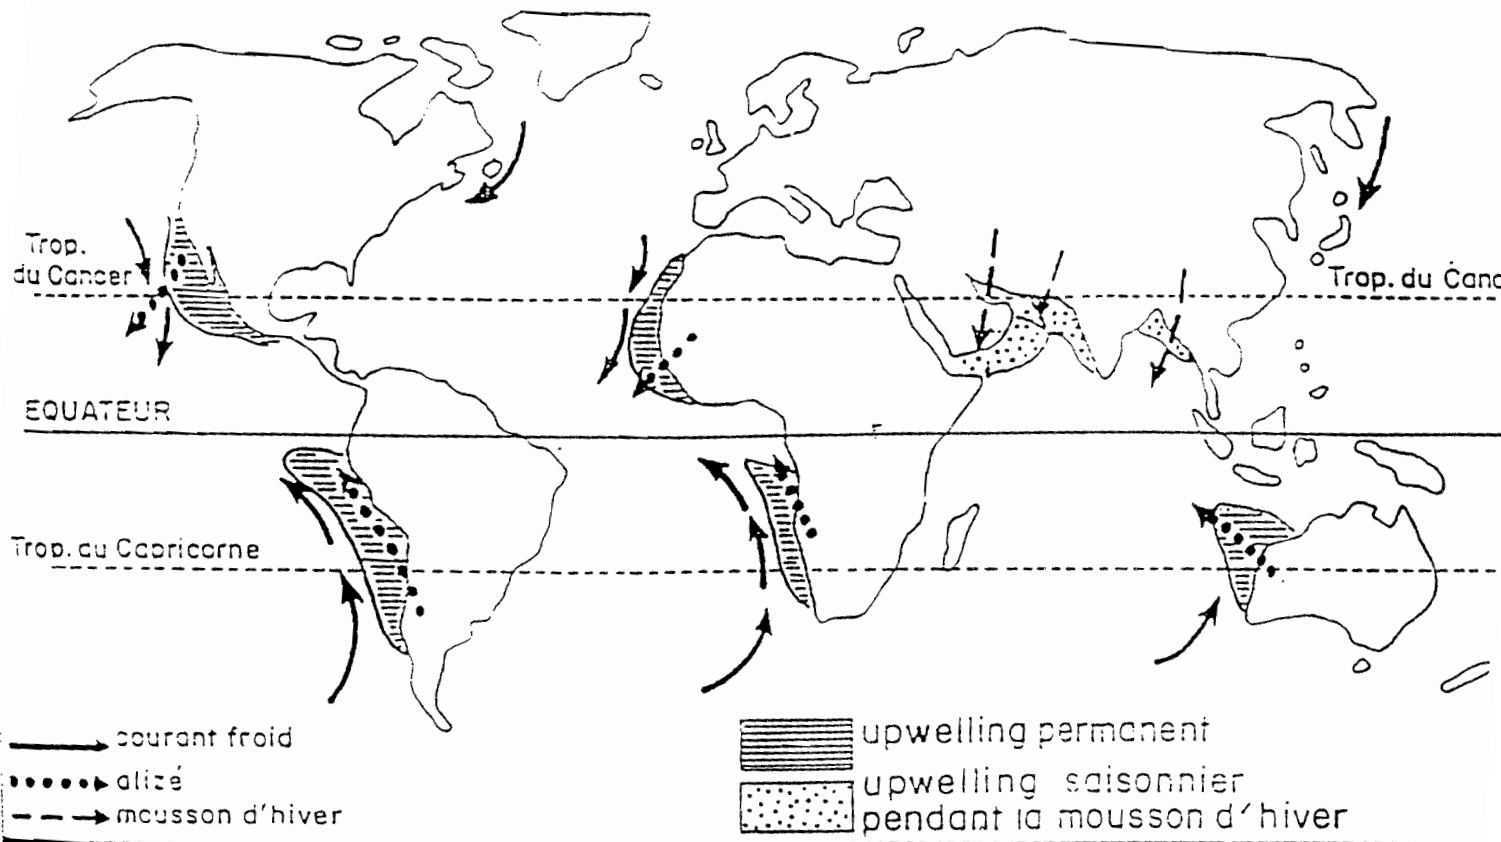 Trop.
du Cancer
Trop. du Canc
EQUATEUR
Trop. du Capricorne
courant froid
alizé
mousson d'hiver
upwelling permanent
upwelling saisonnier
pendant la mousson d'hiver